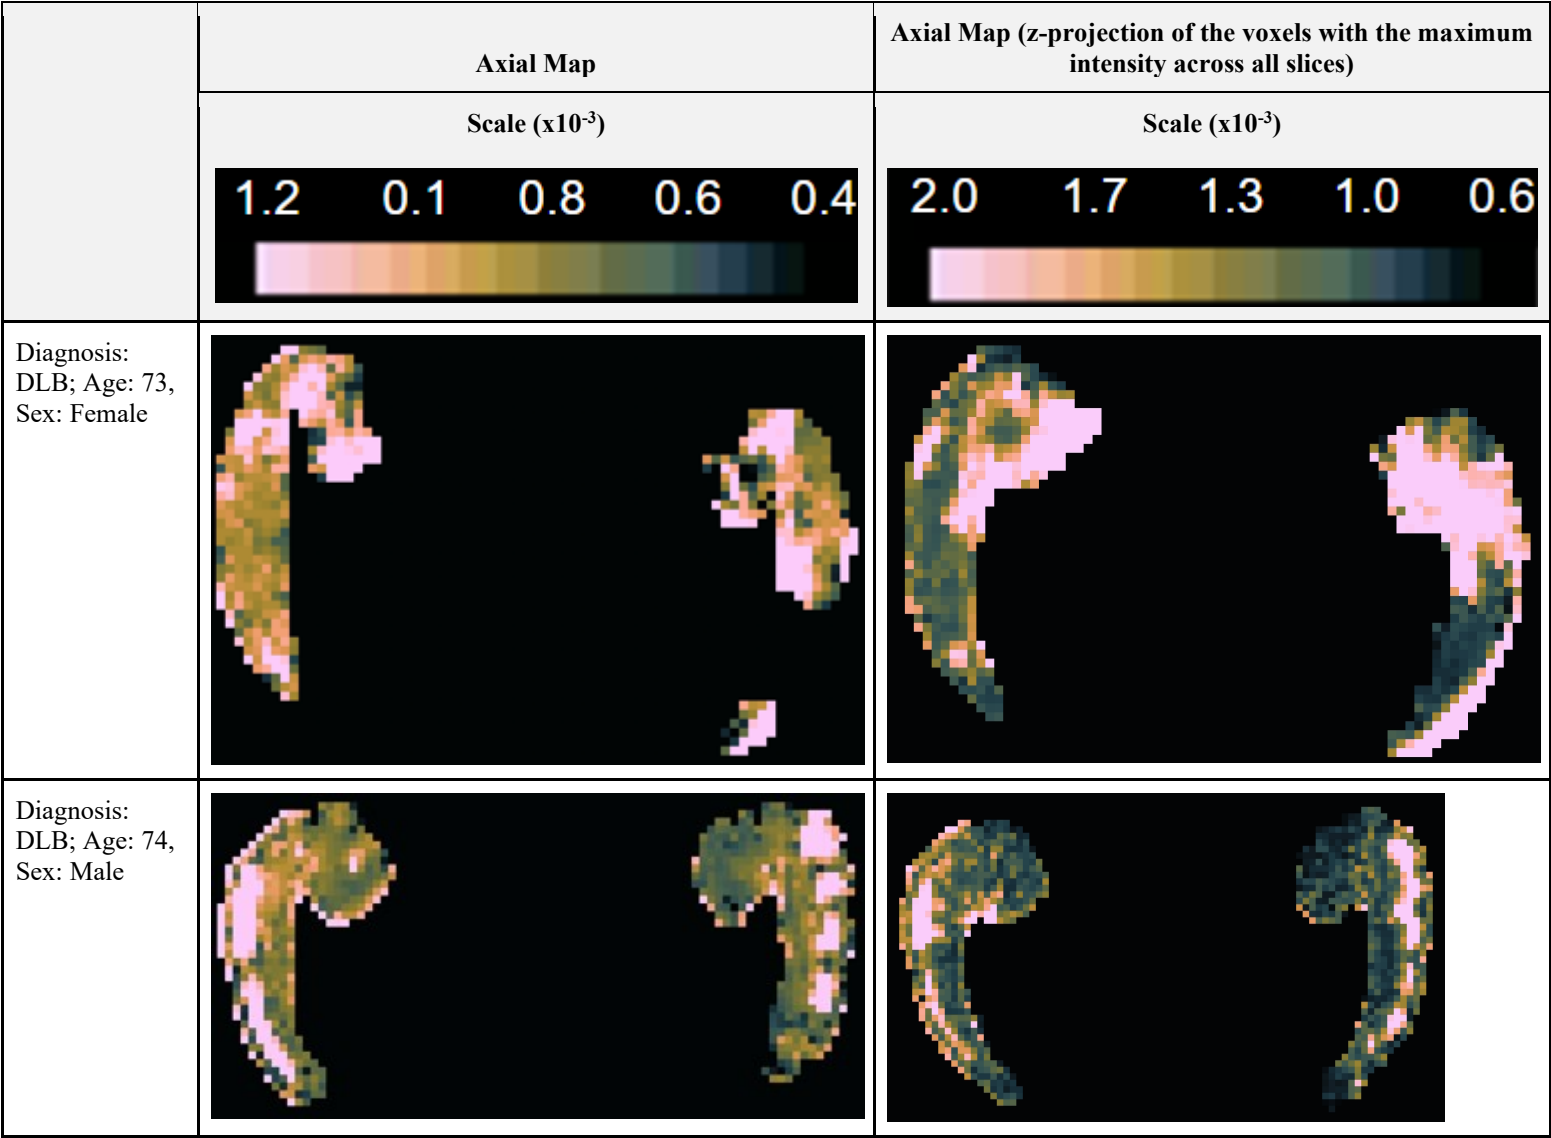 Axial Map
Axial Map (z-projection of the voxels with the maximum
intensity across all slices)
Scale (x10⁻³)
Scale (x10⁻³)
1.2 0.1 0.8 0.6 0.4
2.0 1.7 1.3 1.0 0.6
Diagnosis:
DLB; Age: 73,
Sex: Female
Diagnosis:
DLB; Age: 74,
Sex: Male